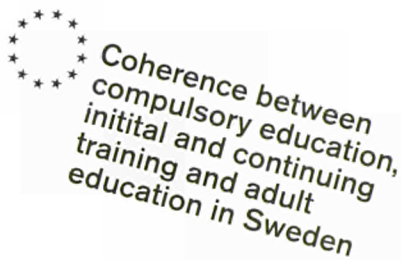 Coherence between
compulsory education,
initital and continuing
training and adult
education in Sweden